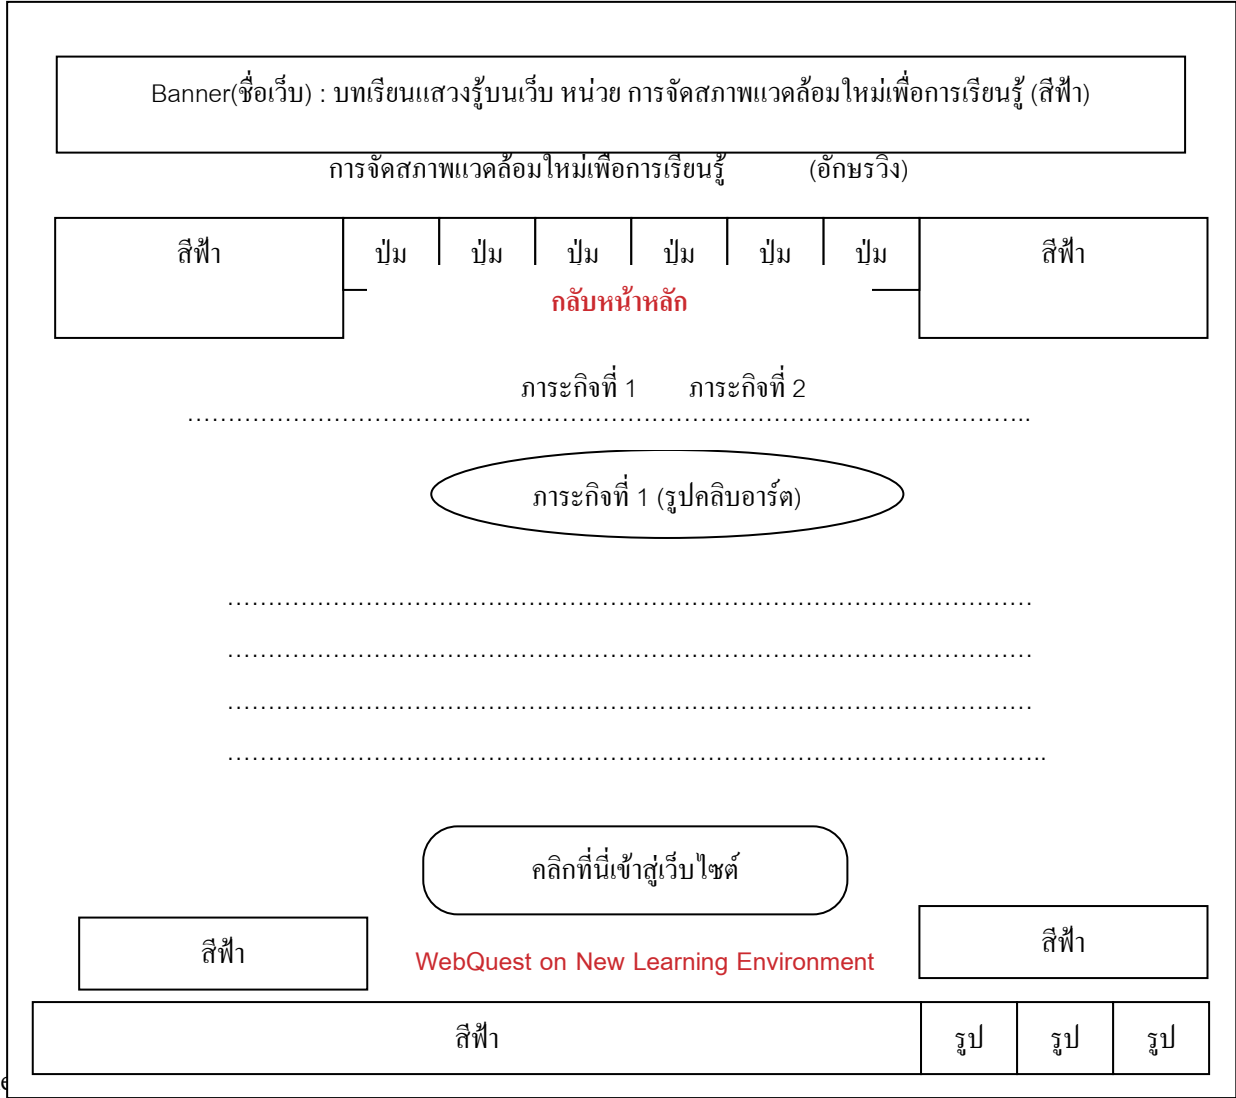 Banner(ชื่อเว็บ) : บทเรียนแสวงรู้บนเว็บ หน่วย การจัดสภาพแวดล้อมใหม่เพื่อการเรียนรู้ (สีฟ้า)
การจัดสภาพแวดล้อมใหม่เพื่อการเรียนรู้ (อักษรวิ่ง)
สีฟ้า ปุ่ม ปุ่ม ปุ่ม ปุ่ม ปุ่ม ปุ่ม สีฟ้า
กลับหน้าหลัก
ภาระกิจที่ 1 ภาระกิจที่ 2
……………………………………………………………………………………………..
ภาระกิจที่ 1 (รูปคลิบอาร์ต)
…………………………………………………………………………………………
…………………………………………………………………………………………
…………………………………………………………………………………………
…………………………………………………………………………………………..
คลิกที่นี่เข้าสู่เว็บไซต์
สีฟ้า WebQuest on New Learning Environment สีฟ้า
สีฟ้า รูป รูป รูป